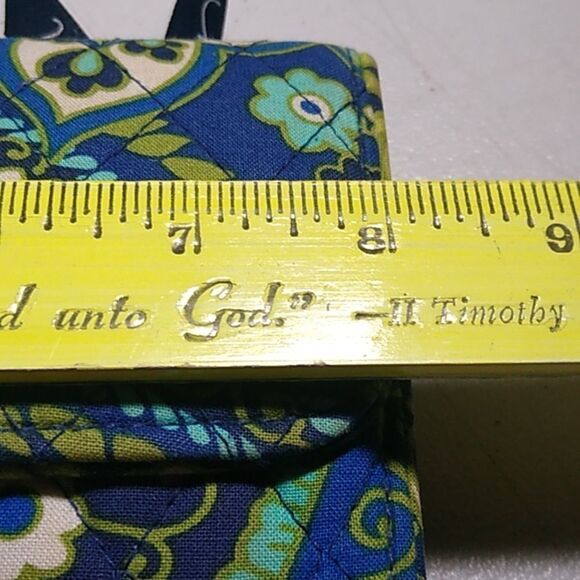 7 8 9
d unto God." —II Timothy